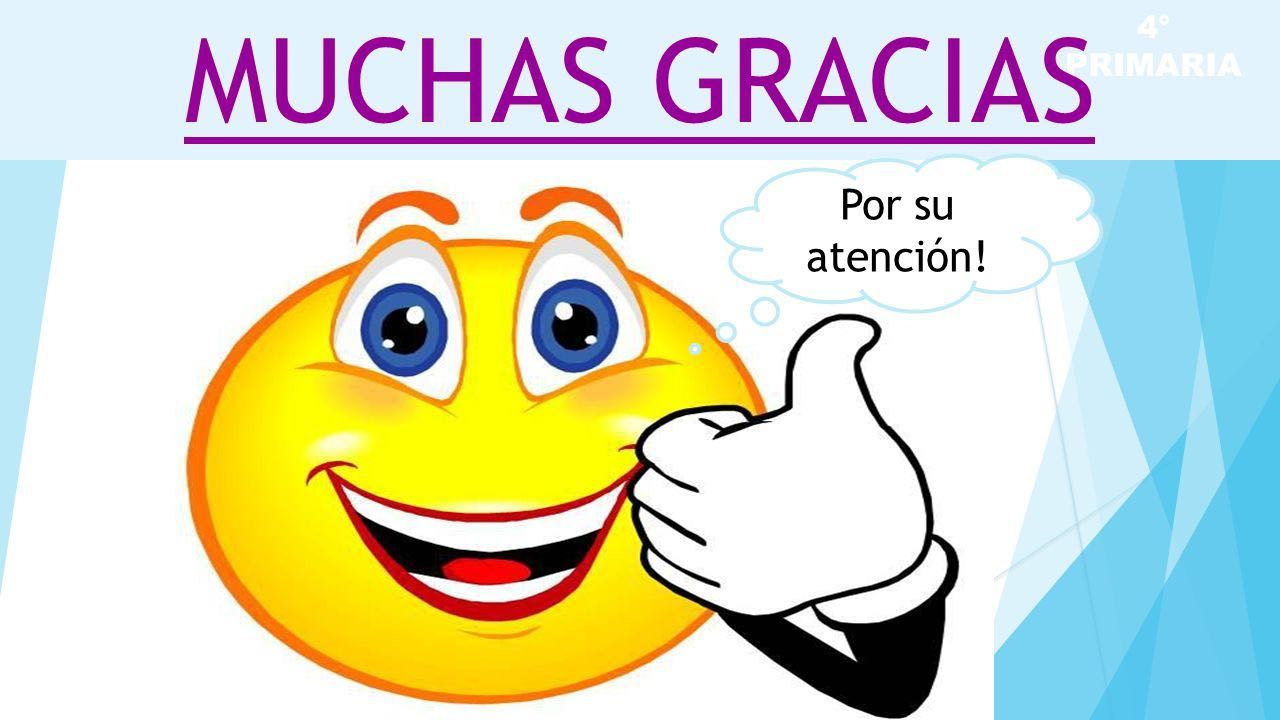 MUCHAS GRACIAS
4°
PRIMARIA
Por su
atención!